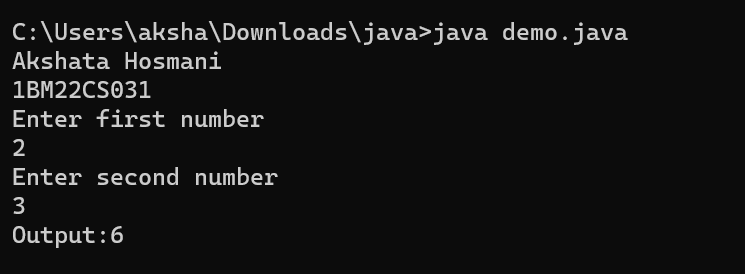 C:\Users\aksha\Downloads\java>java demo.java
Akshata Hosmani
1BM22CS031
Enter first number
2
Enter second number
3
Output:6